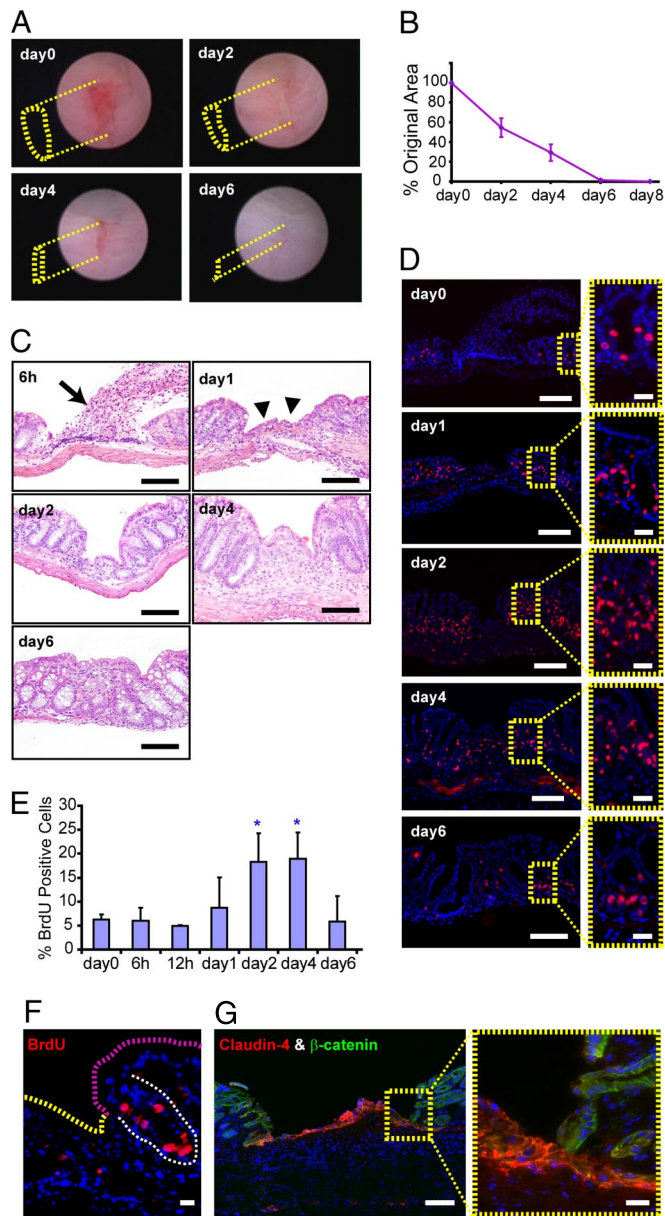 A
day0
day2
day4
day6
B
% Original Area
100
80
60
40
20
0
day0 day2 day4 day6 day8
C
6h
day1
day2
day4
day6
D
day0
day1
day2
day4
day6
E
% BrdU Positive Cells
30
25
20
15
10
5
0
* *
day0 6h 12h day1 day2 day4 day6
F
BrdU
G
Claudin-4 & β-catenin